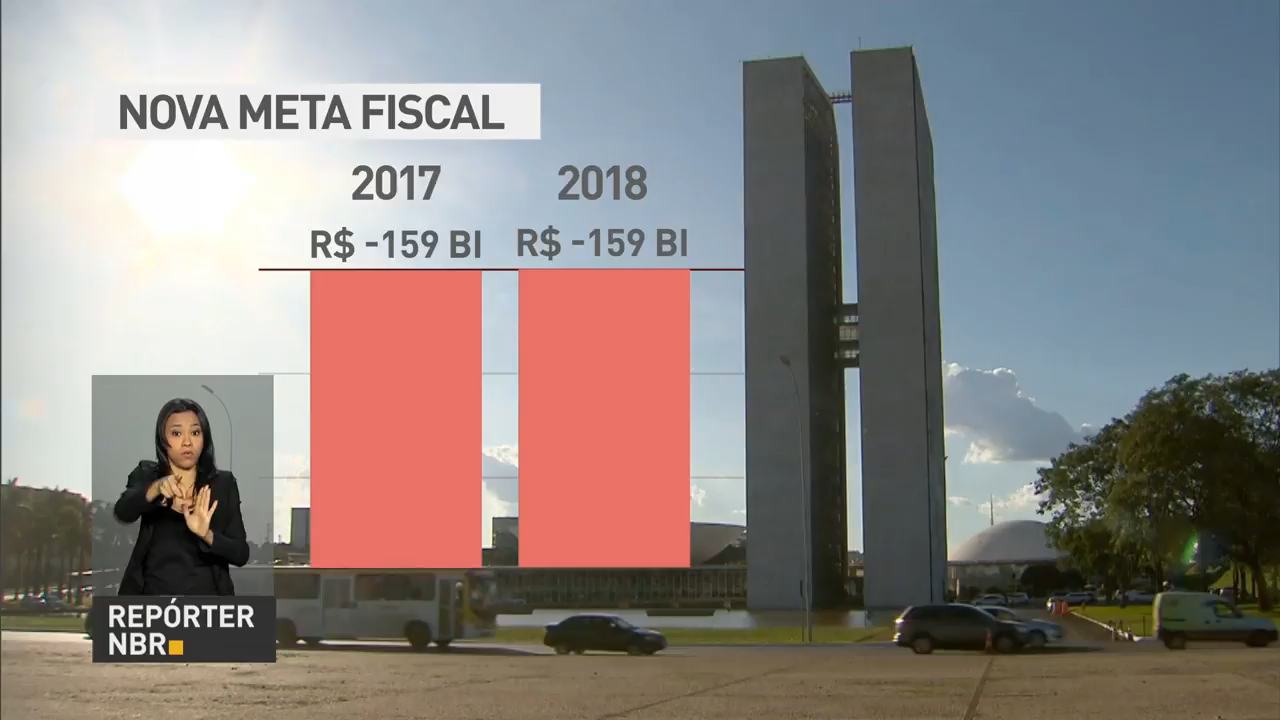 NOVA META FISCAL
2017
2018
R$ -159 BI
R$ -159 BI
REPÓRTER
NBR